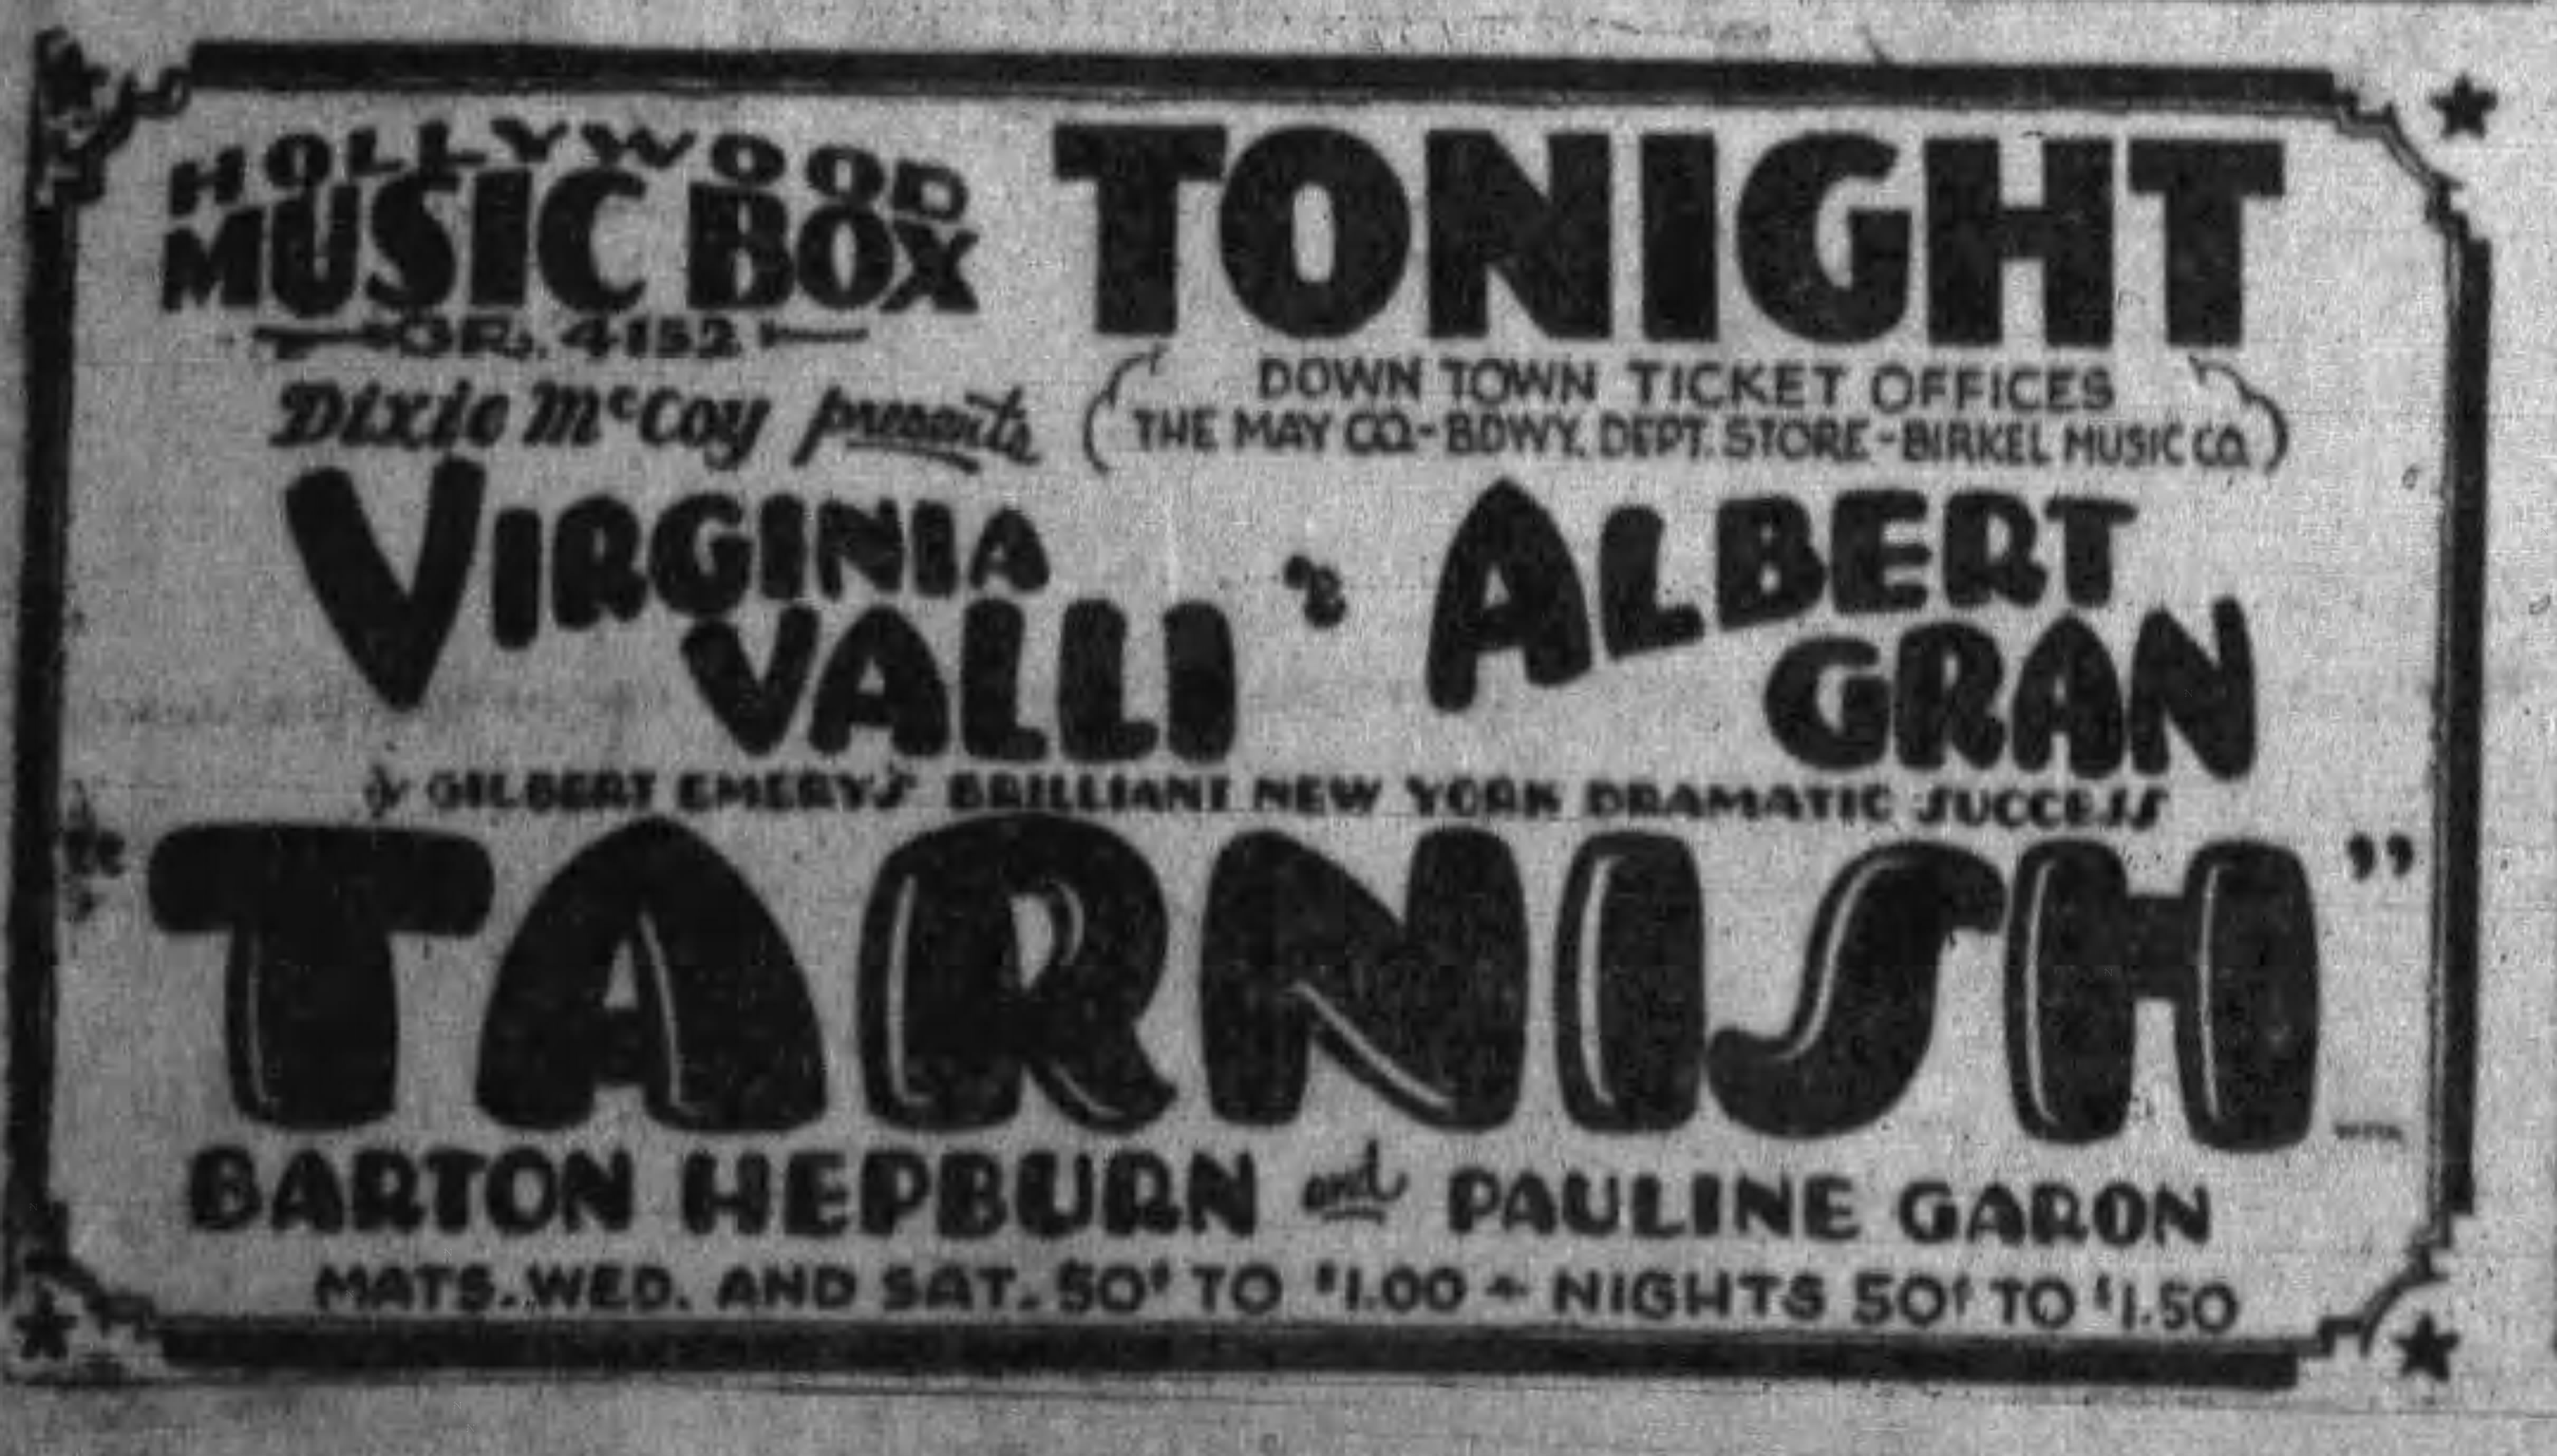 HOLLYWOOD
MUSIC BOX
GR. 4152
TONIGHT
DOWN TOWN TICKET OFFICES
(THE MAY CO.-BDWY. DEPT. STORE-BIRKEL MUSIC CO.)
Dixie McCoy presents
VIRGINIA
VALLI & ALBERT
GRAN
GILBERT EMERY'S BRILLIANT NEW YORK DRAMATIC SUCCESS
"TARNISH"
WITH
BARTON HEPBURN and PAULINE GARON
MATS. WED. AND SAT. 50¢ TO $1.00 - NIGHTS 50¢ TO $1.50